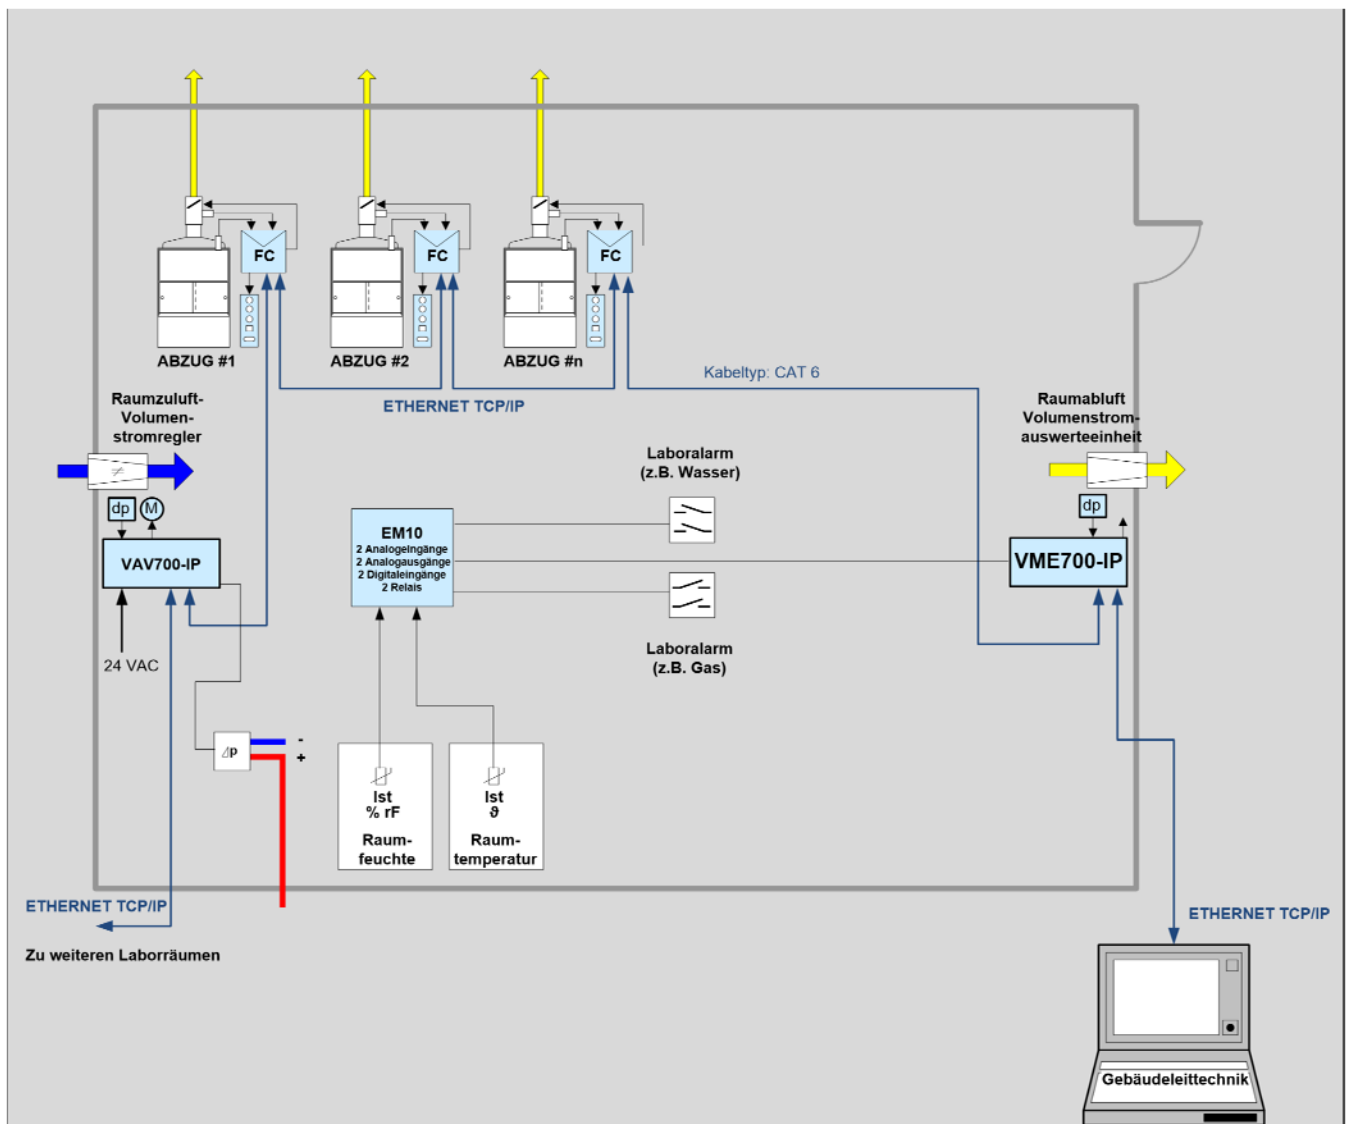 FC
FC
FC
ABZUG #1
ABZUG #2
ABZUG #n
Kabeltyp: CAT 6
ETHERNET TCP/IP
Raumzuluft-
Volumen-
stromregler
≠
dp
M
VAV700-IP
24 VAC
Laboralarm
(z.B. Wasser)
EM10
2 Analogeingänge
2 Analogausgänge
2 Digitaleingänge
2 Relais
Laboralarm
(z.B. Gas)
Raumabluft
Volumenstrom-
auswerteeinheit
dp
VME700-IP
⊿p
-
+
Ist
% rF
Raum-
feuchte
Ist
ϑ
Raum-
temperatur
ETHERNET TCP/IP
Zu weiteren Laborräumen
ETHERNET TCP/IP
Gebäudeleittechnik